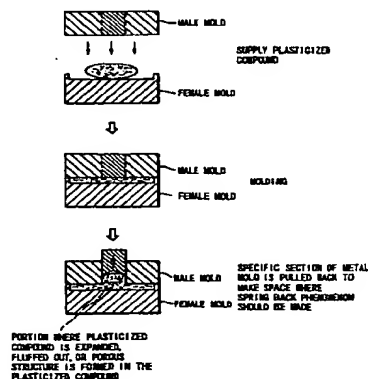 MALE MOLD
SUPPLY PLASTICIZED
COMPOUND
FEMALE MOLD
MALE MOLD
MOLDING
FEMALE MOLD
MALE MOLD
SPECIFIC SECTION OF METAL
MOLD IS PULLED BACK TO
MAKE SPACE WHERE
SPRING BACK PHENOMENON
SHOULD BE MADE
FEMALE MOLD
PORTION WHERE PLASTICIZED
COMPOUND IS EXPANDED,
FLUFFED OUT, OR POROUS
STRUCTURE IS FORMED IN THE
PLASTICIZED COMPOUND